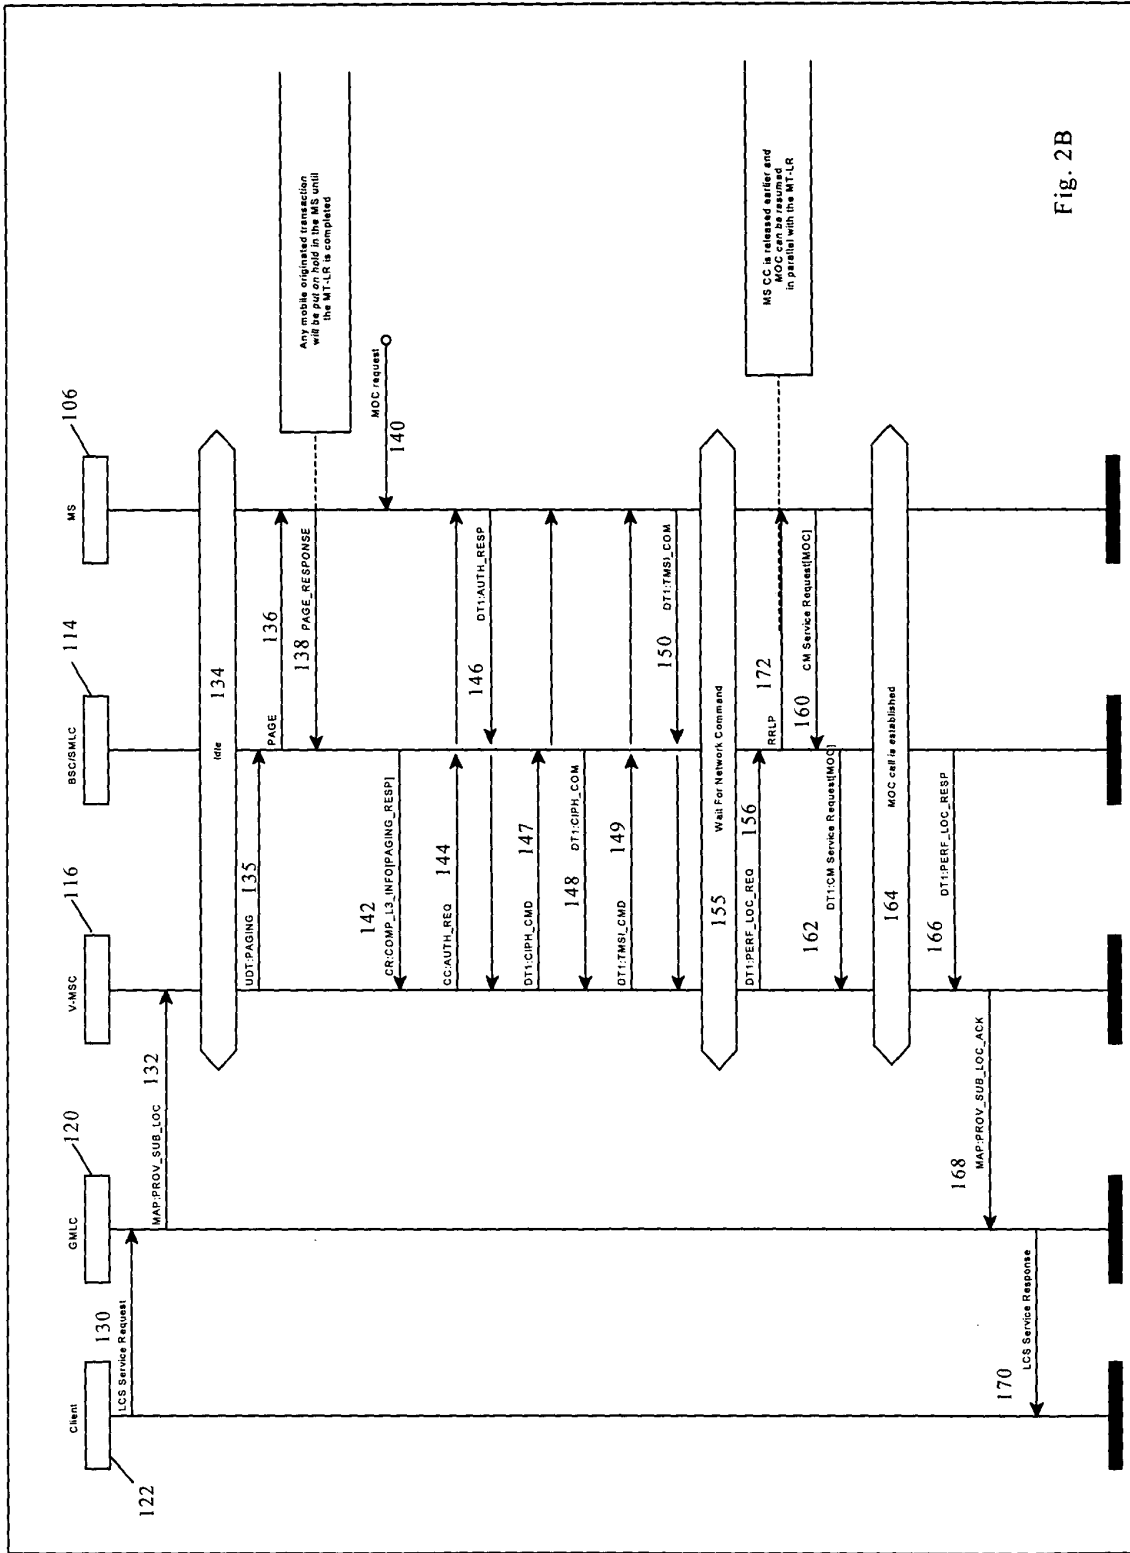 Client
122
GMLC
120
V-MSC
116
BSC/SMLC
114
MS
106
130
LCS Service Request
MAP:PROV_SUB_LOC
132
134
Idle
UDT:PAGING
135
PAGE
136
138
PAGE_RESPONSE
Any mobile originated transaction
will be put on hold in the MS until
the MT-LR is completed
MOC request
140
142
CR:COMP_L3_INFO[PAGING_RESP]
CC:AUTH_REQ
144
146
DT1:AUTH_RESP
DT1:CIPH_CMD
147
148
DT1:CIPH_COM
DT1:TMSI_CMD
149
150
DT1:TMSI_COM
155
Wait For Network Command
DT1:PERF_LOC_REQ
156
RRLP
172
MS CC is released earlier and
MOC can be resumed
in parallel with the MT-LR
160
CM Service Request[MOC]
162
DT1:CM Service Request[MOC]
164
MOC call is established
166
DT1:PERF_LOC_RESP
168
MAP:PROV_SUB_LOC_ACK
170
LCS Service Response
Fig. 2B